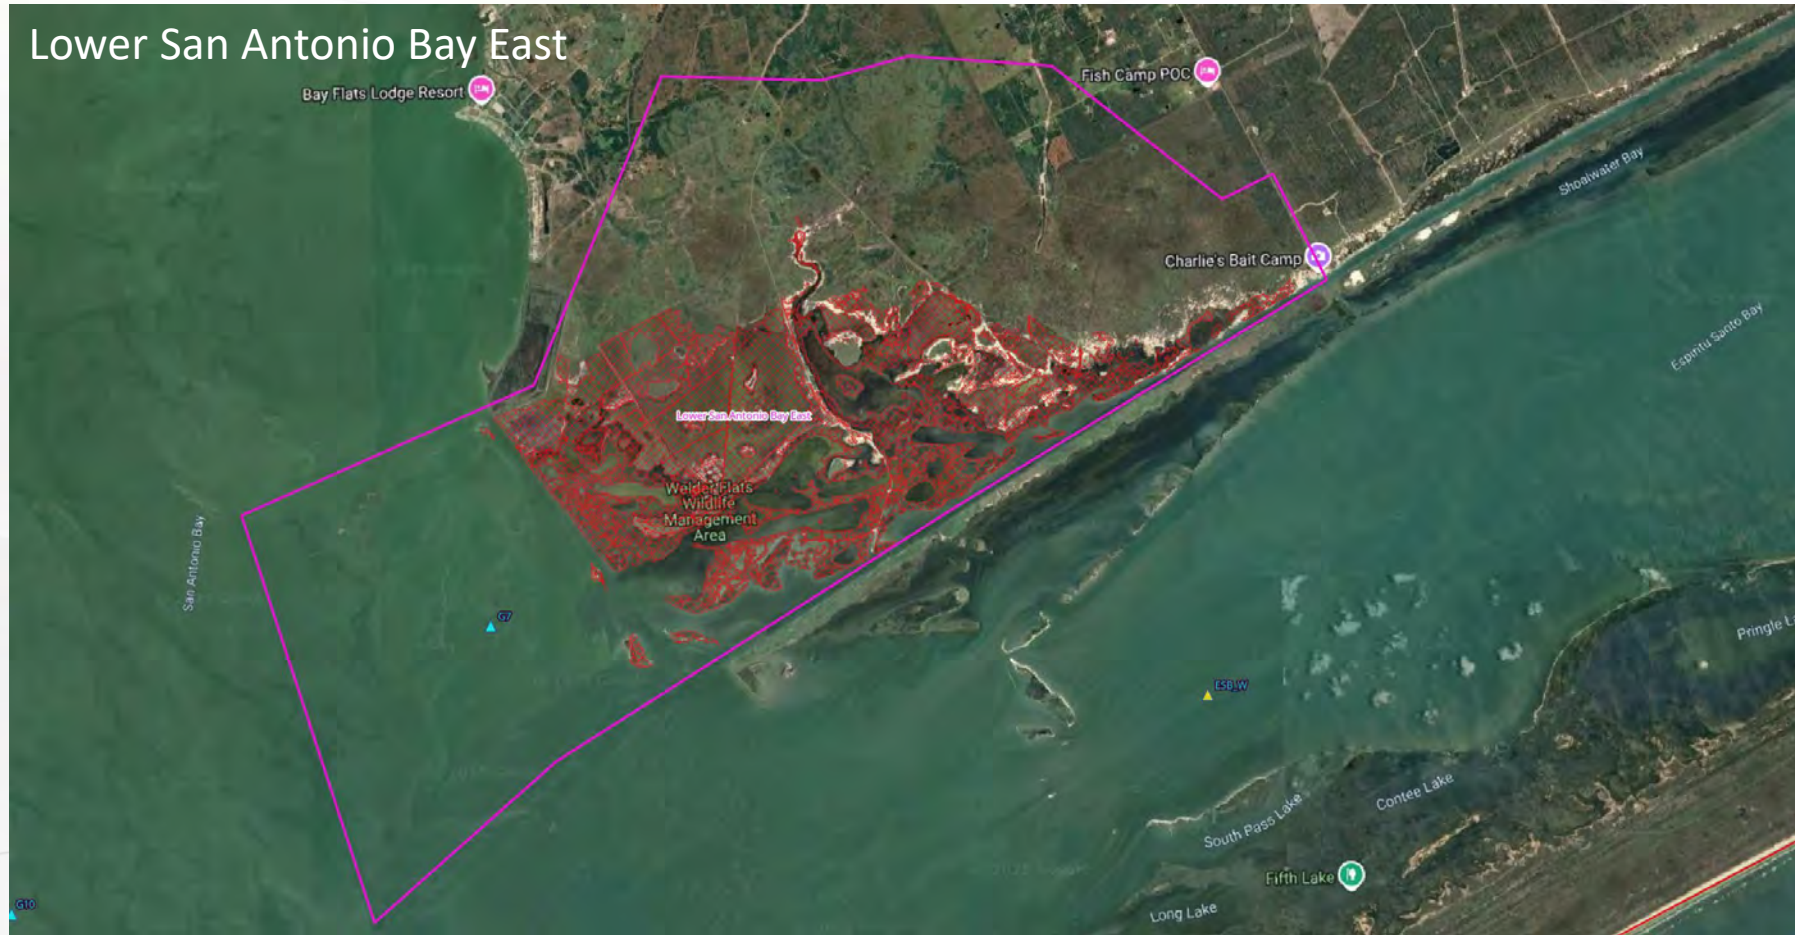 Lower San Antonio Bay East
Fish Camp POC
Bay Flats Lodge Resort
Shoalwater Bay
Charlie's Bait Camp
Espiritu Santo Bay
Lower San Antonio Bay East
Welder Flats
Wildlife
Management
Area
San Antonio Bay
G7
Pringle La
ESB_W
Contee Lake
South Pass Lake
Fifth Lake
G10
Long Lake